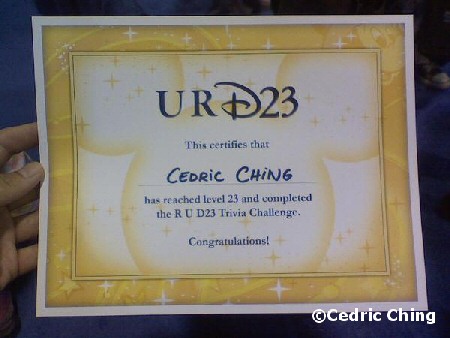 U R D23
This certifies that
CEDRIC CHING
has reached level 23 and completed
the R U D23 Trivia Challenge.
Congratulations!
©Cedric Ching